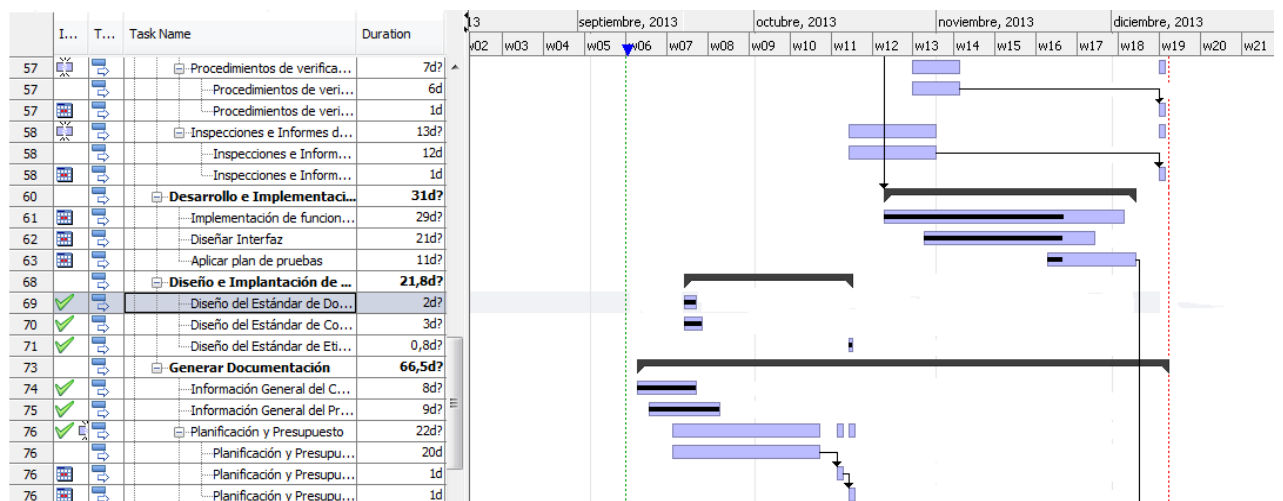 13 septiembre, 2013 octubre, 2013 noviembre, 2013 diciembre, 2013
I... T... Task Name Duration
w02 w03 w04 w05 w06 w07 w08 w09 w10 w11 w12 w13 w14 w15 w16 w17 w18 w19 w20 w21
57 Procedimientos de verifica... 7d?
57 Procedimientos de veri... 6d
57 Procedimientos de veri... 1d
58 Inspecciones e Informes d... 13d?
58 Inspecciones e Inform... 12d
58 Inspecciones e Inform... 1d
60 Desarrollo e Implementaci... 31d?
61 Implementación de funcion... 29d?
62 Diseñar Interfaz 21d?
63 Aplicar plan de pruebas 11d?
68 Diseño e Implantación de ... 21,8d?
69 Diseño del Estándar de Do... 2d?
70 Diseño del Estándar de Co... 3d?
71 Diseño del Estándar de Eti... 0,8d?
73 Generar Documentación 66,5d?
74 Información General del C... 8d?
75 Información General del Pr... 9d?
76 Planificación y Presupuesto 22d?
76 Planificación y Presupu... 20d
76 Planificación y Presupu... 1d
76 Planificación y Presupu... 1d